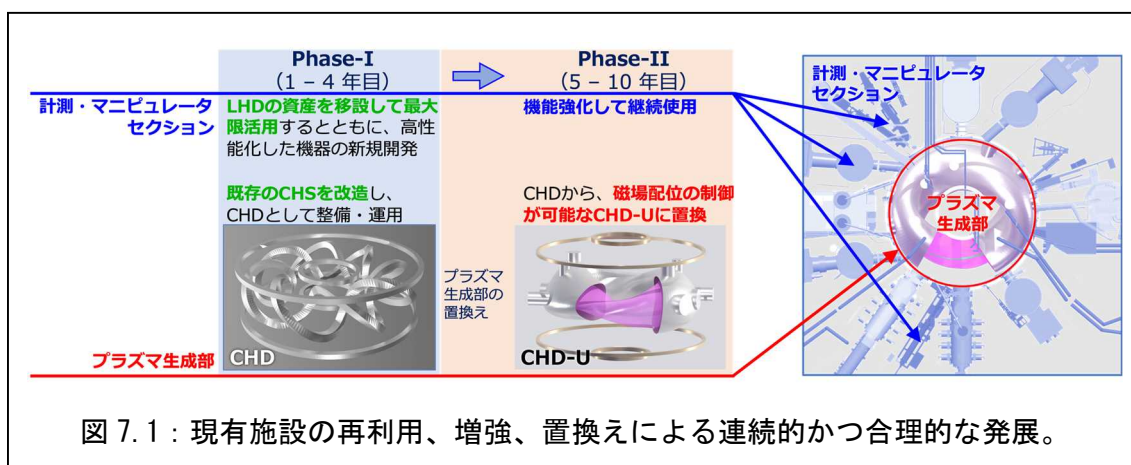 Phase-I
(1 – 4 年目)
Phase-II
(5 – 10 年目)
計測・マニピュレータ
セクション
LHDの資産を移設して最大
限活用するとともに、高性
能化した機器の新規開発
機能強化して継続使用
既存のCHSを改造し、
CHDとして整備・運用
CHDから、磁場配位の制御
が可能なCHD-Uに置換
プラズマ
生成部の
置換え
CHD
CHD-U
プラズマ生成部
計測・マニピュレータ
セクション
プラズマ
生成部
図 7.1：現有施設の再利用、増強、置換えによる連続的かつ合理的な発展。